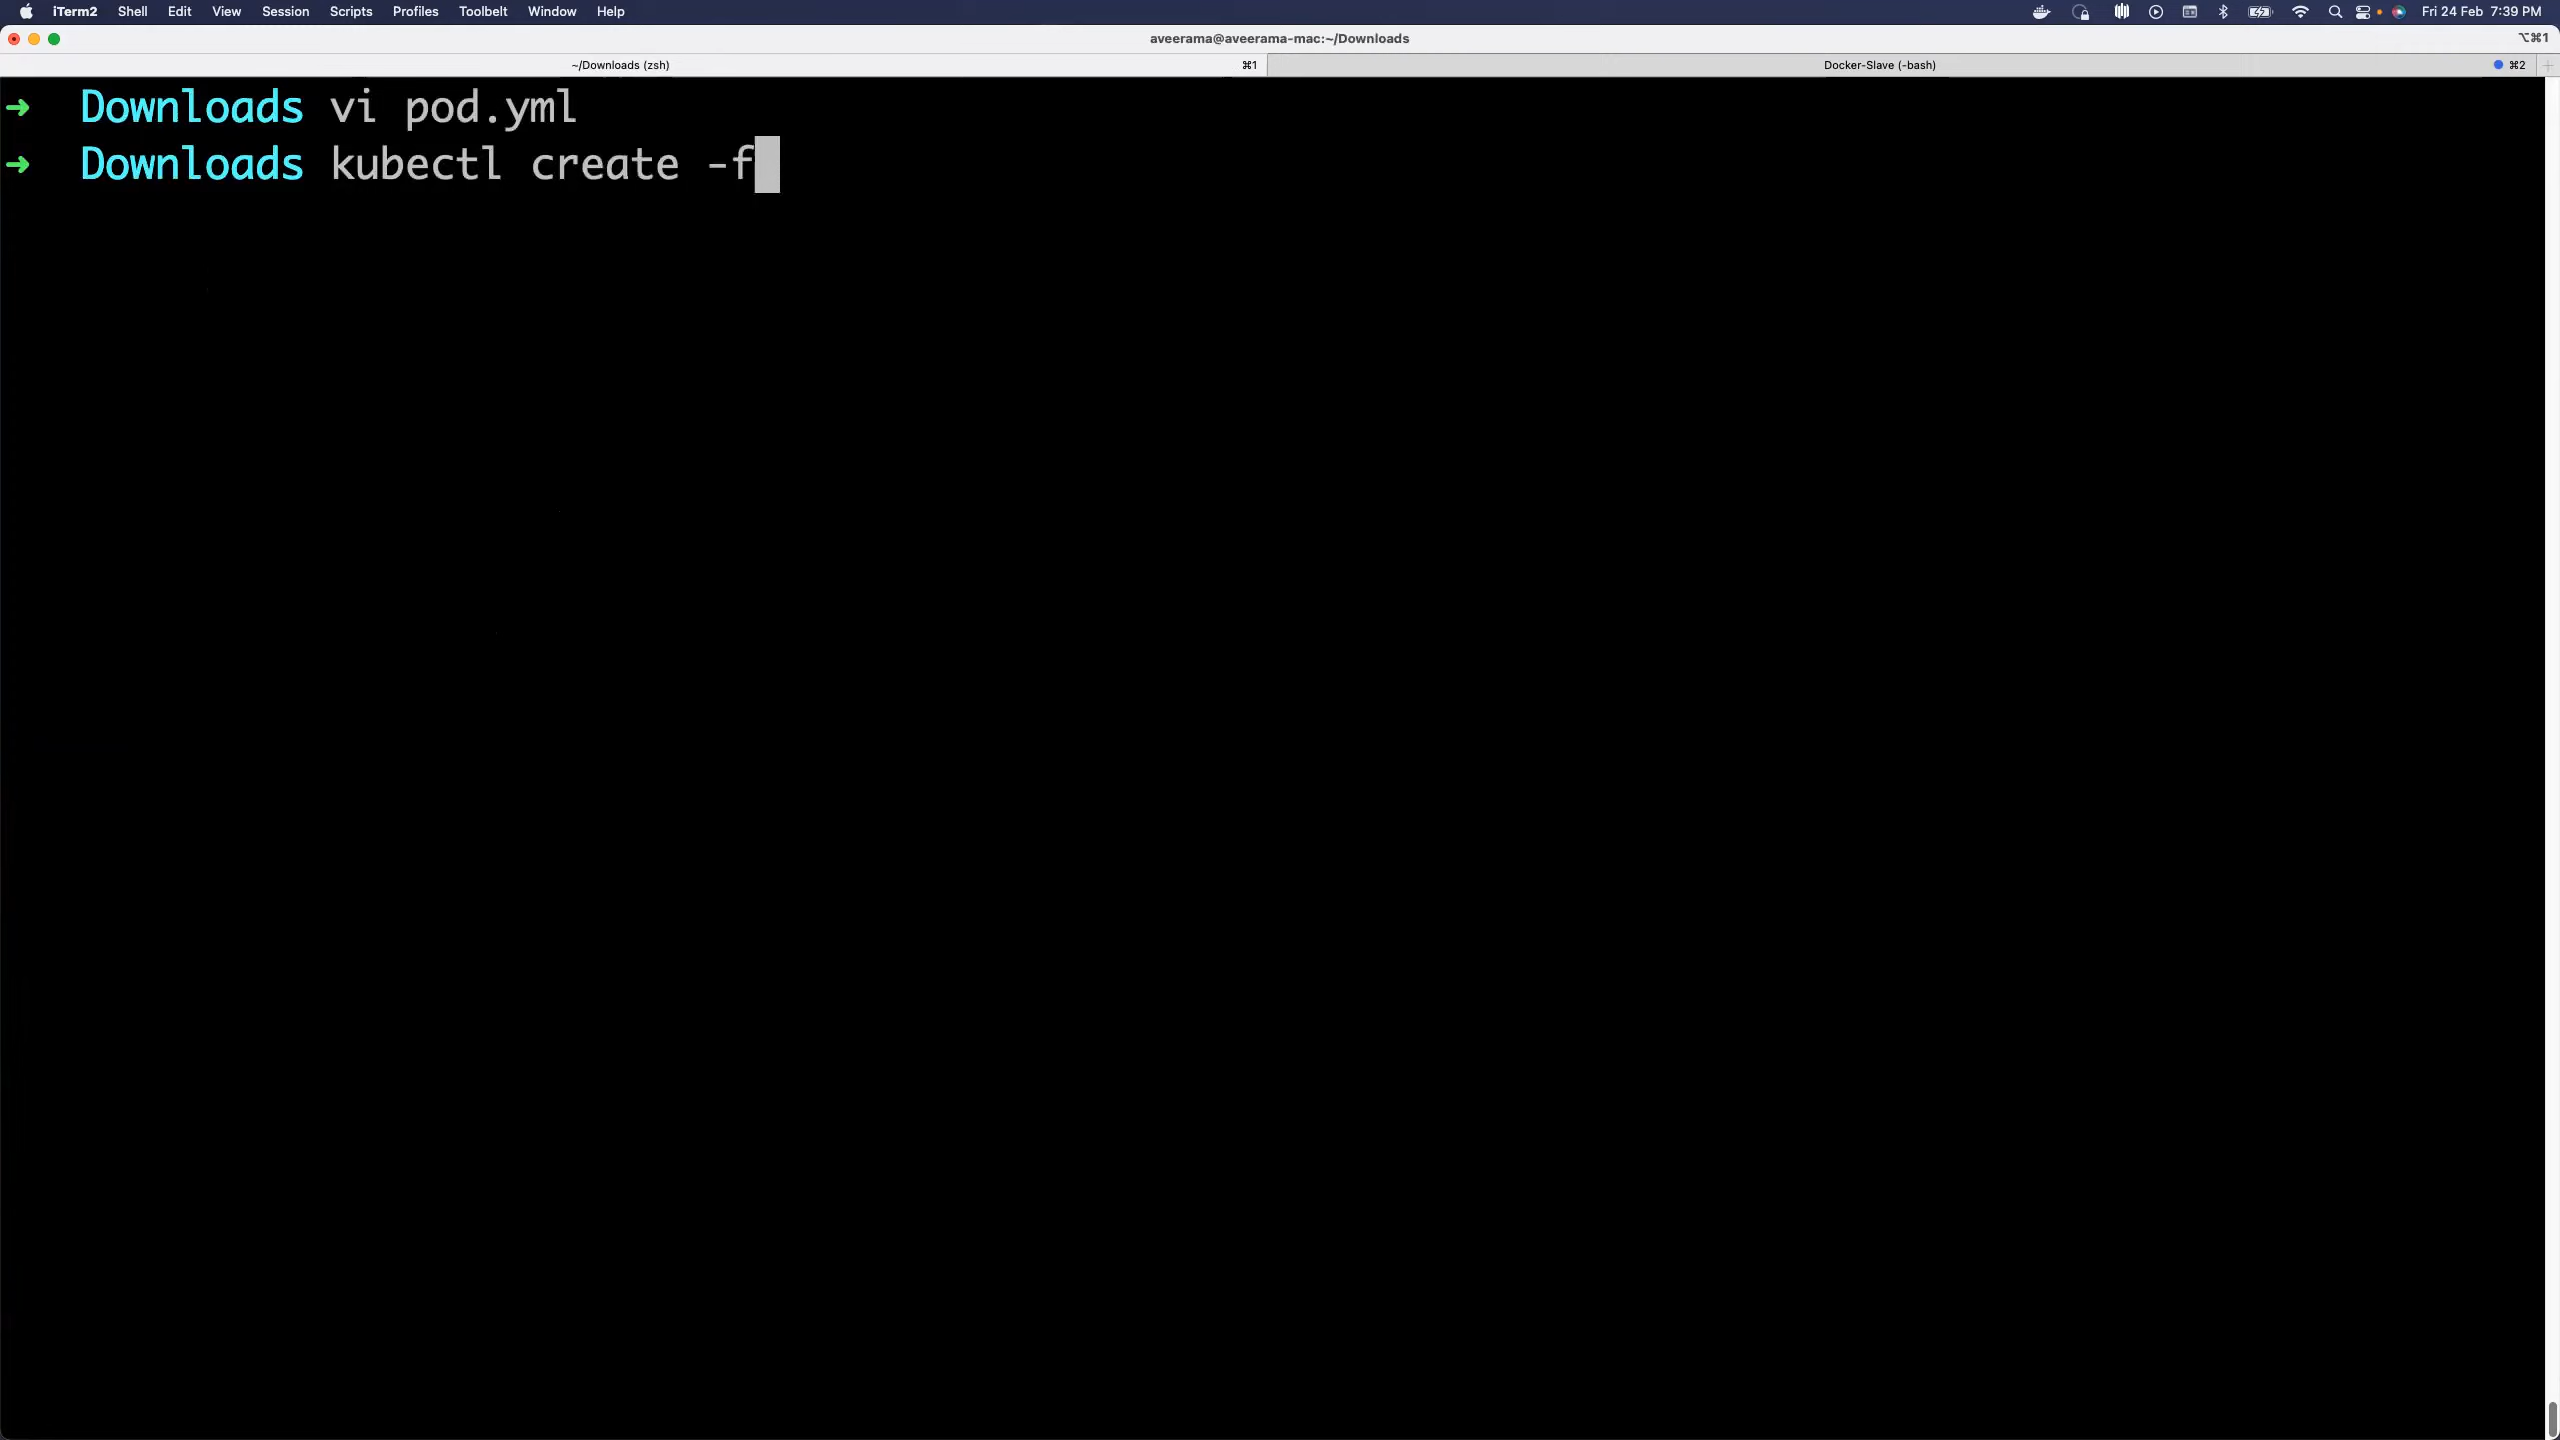 iTerm2 Shell Edit View Session Scripts Profiles Toolbelt Window Help Fri 24 Feb 7:39 PM
aveerama@aveerama-mac:~/Downloads ⌥⌘1
~/Downloads (zsh) ⌘1 Docker-Slave (-bash) ⌘2
➜ Downloads vi pod.yml
➜ Downloads kubectl create -f